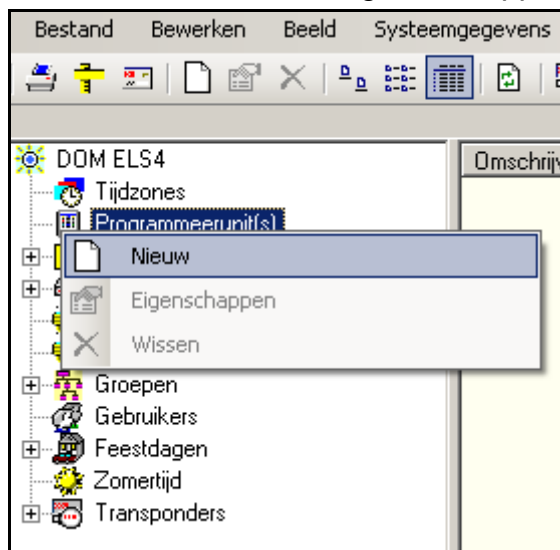 Bestand Bewerken Beeld Systeemgegevens
DOM ELS4
Omschrijv
Tijdzones
Programmeerunit(s)
Nieuw
Eigenschappen
Wissen
Groepen
Gebruikers
Feestdagen
Zomertijd
Transponders